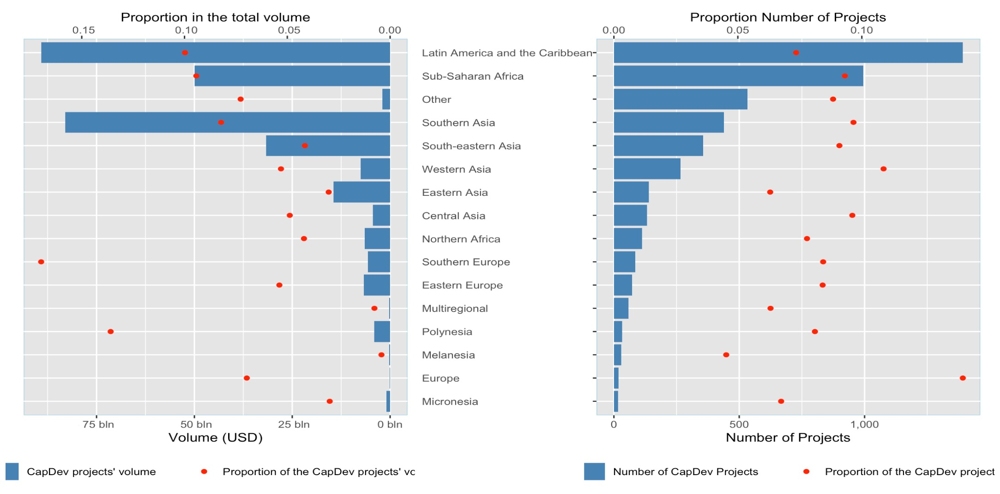 Proportion in the total volume
0.15 0.10 0.05 0.00
Proportion Number of Projects
0.00 0.05 0.10
Latin America and the Caribbean
Sub-Saharan Africa
Other
Southern Asia
South-eastern Asia
Western Asia
Eastern Asia
Central Asia
Northern Africa
Southern Europe
Eastern Europe
Multiregional
Polynesia
Melanesia
Europe
Micronesia
75 bln 50 bln 25 bln 0 bln
Volume (USD)
0 500 1,000
Number of Projects
CapDev projects' volume
Proportion of the CapDev projects' vo
Number of CapDev Projects
Proportion of the CapDev project